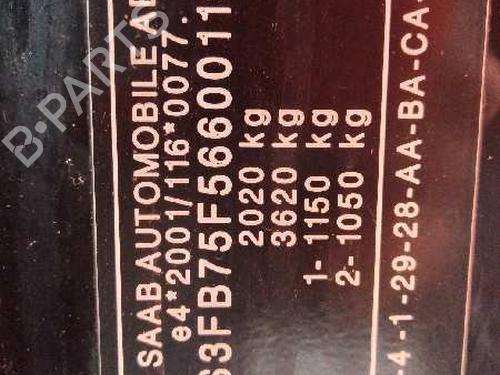 SAAB AUTOMOBILE AB
e4*2001/116*0077.
S3FB75F5660011
2020 kg
3620 kg
1- 1150 kg
2- 1050 kg
-4-1-29-28-AA-BA-CA-
B-PARTS